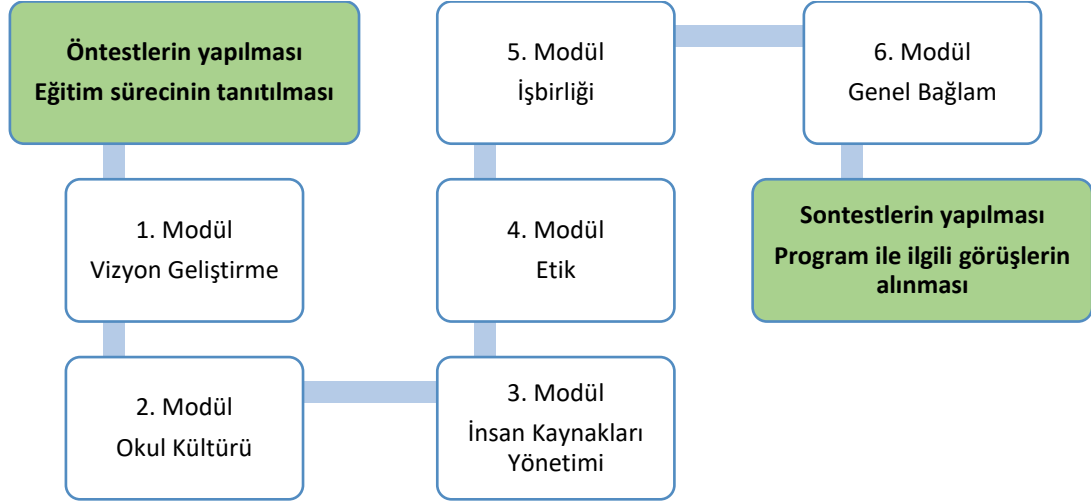 Öntestlerin yapılması
Eğitim sürecinin tanıtılması
1. Modül
Vizyon Geliştirme
2. Modül
Okul Kültürü
3. Modül
İnsan Kaynakları
Yönetimi
4. Modül
Etik
5. Modül
İşbirliği
6. Modül
Genel Bağlam
Sontestlerin yapılması
Program ile ilgili görüşlerin
alınması